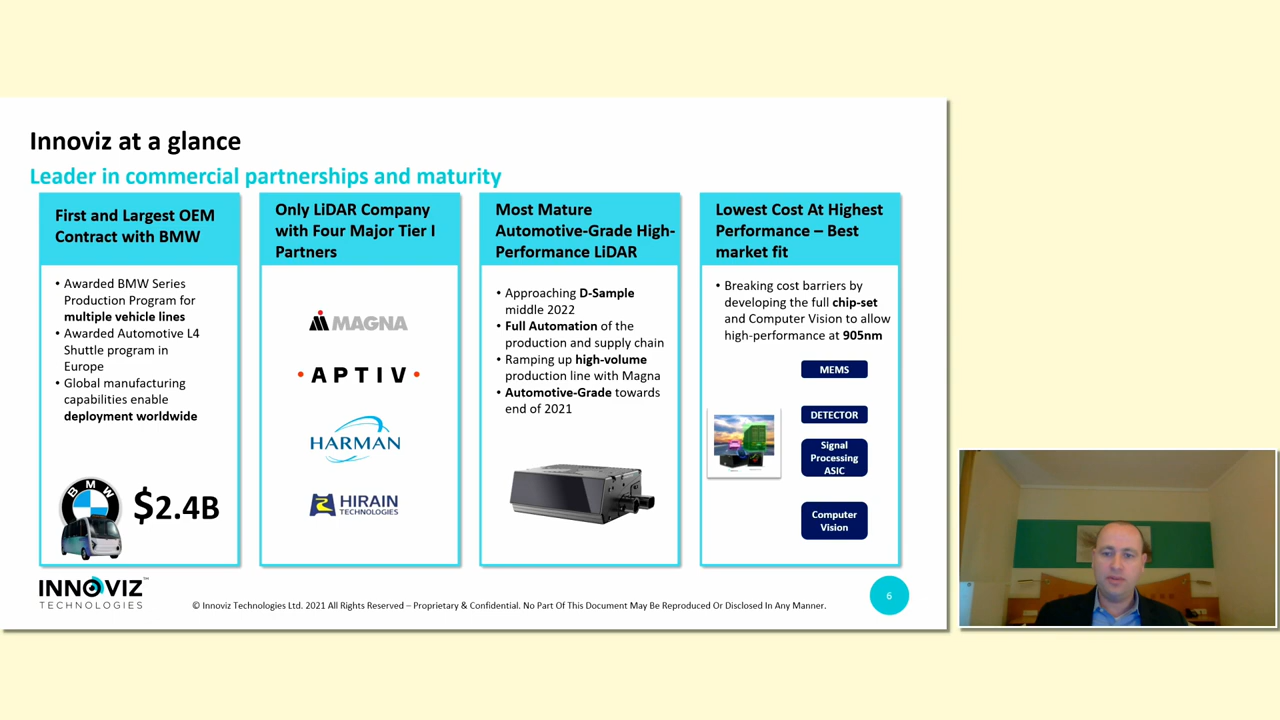 Innoviz at a glance
Leader in commercial partnerships and maturity
First and Largest OEM
Contract with BMW
• Awarded BMW Series
Production Program for
multiple vehicle lines
• Awarded Automotive L4
Shuttle program in
Europe
• Global manufacturing
capabilities enable
deployment worldwide
BMW
$2.4B
Only LiDAR Company
with Four Major Tier I
Partners
MAGNA
• APTIV •
HARMAN
HIRAIN
TECHNOLOGIES
Most Mature
Automotive-Grade High-
Performance LiDAR
• Approaching D-Sample
middle 2022
• Full Automation of the
production and supply chain
• Ramping up high-volume
production line with Magna
• Automotive-Grade towards
end of 2021
Lowest Cost At Highest
Performance – Best
market fit
• Breaking cost barriers by
developing the full chip-set
and Computer Vision to allow
high-performance at 905nm
MEMS
DETECTOR
Signal
Processing
ASIC
Computer
Vision
INNOVIZ™
TECHNOLOGIES
© Innoviz Technologies Ltd. 2021 All Rights Reserved – Proprietary & Confidential. No Part Of This Document May Be Reproduced Or Disclosed In Any Manner.
6